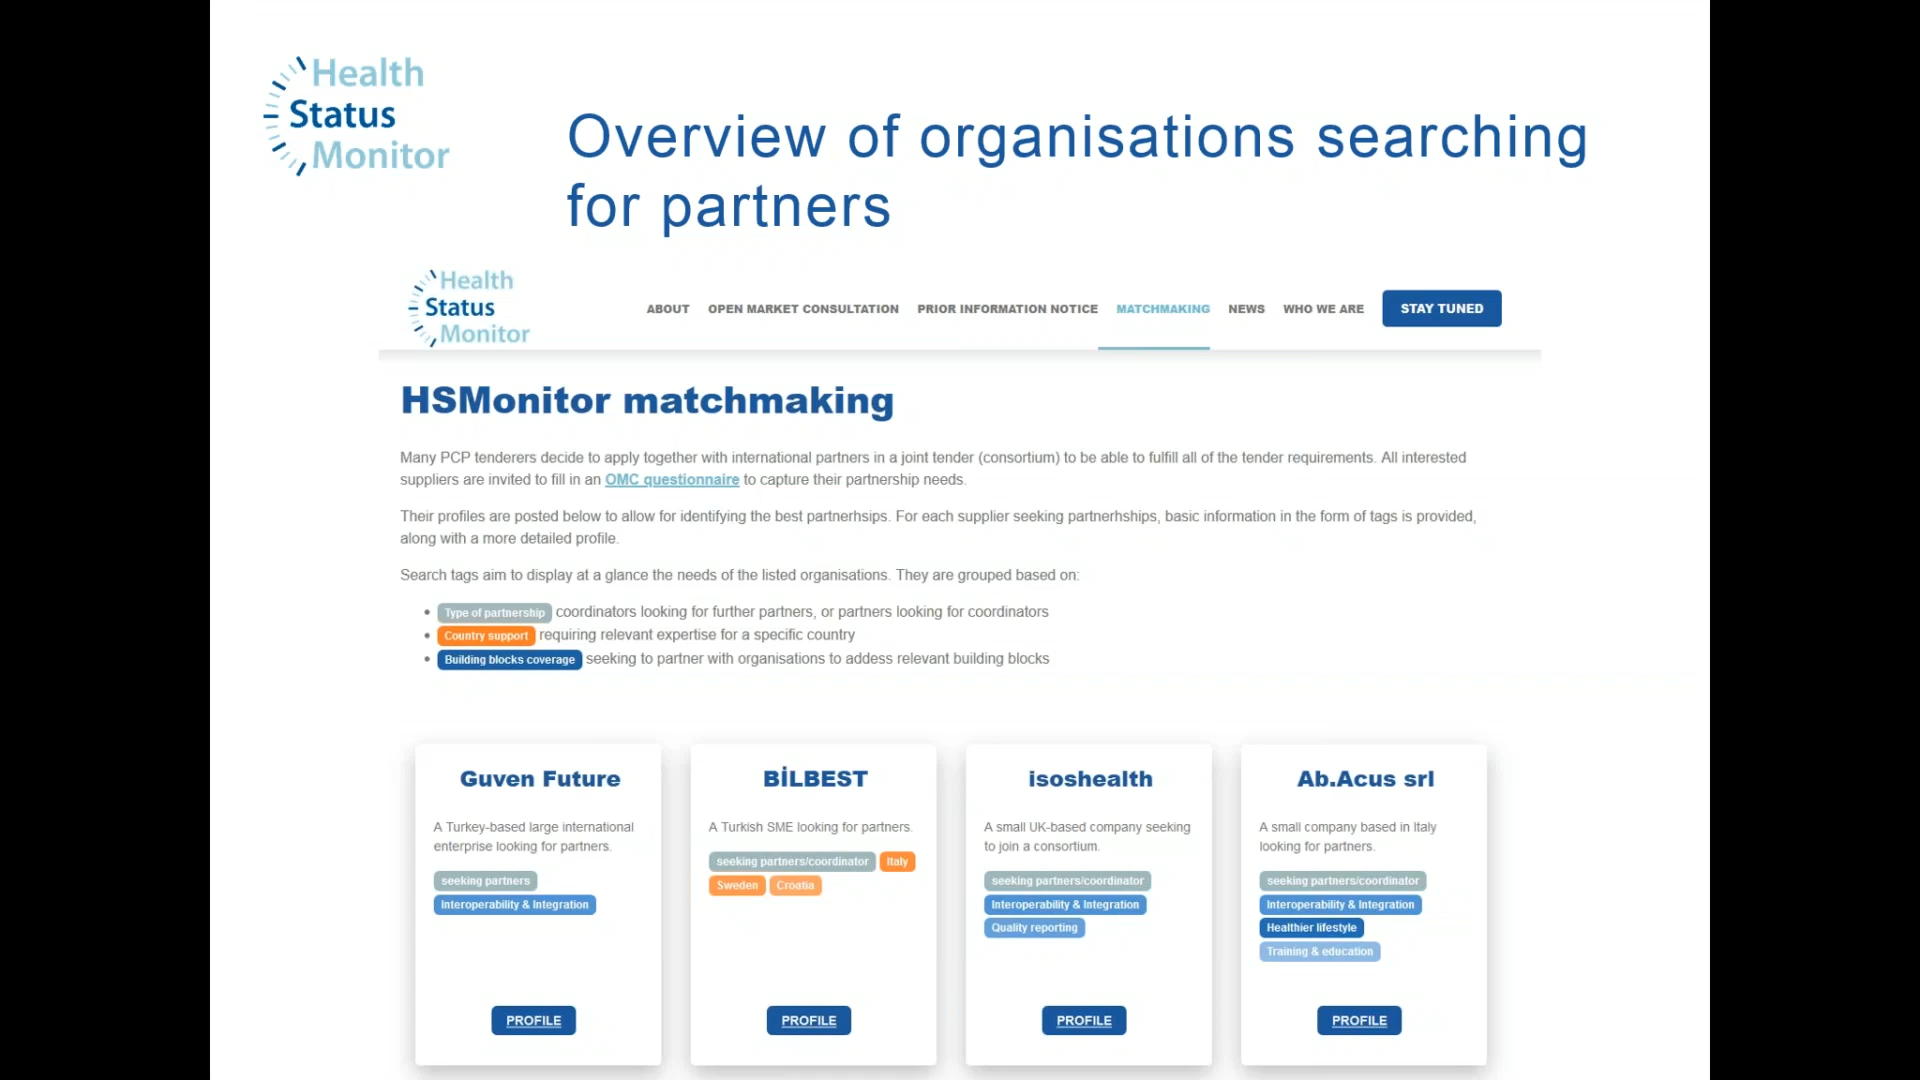 Health
Status
Monitor
Overview of organisations searching
for partners
Health
Status
Monitor
ABOUT OPEN MARKET CONSULTATION PRIOR INFORMATION NOTICE MATCHMAKING NEWS WHO WE ARE STAY TUNED
HSMonitor matchmaking
Many PCP tenderers decide to apply together with international partners in a joint tender (consortium) to be able to fulfill all of the tender requirements. All interested
suppliers are invited to fill in an OMC questionnaire to capture their partnership needs.
Their profiles are posted below to allow for identifying the best partnerhsips. For each supplier seeking partnerhships, basic information in the form of tags is provided,
along with a more detailed profile.
Search tags aim to display at a glance the needs of the listed organisations. They are grouped based on:
• Type of partnership coordinators looking for further partners, or partners looking for coordinators
• Country support requiring relevant expertise for a specific country
• Building blocks coverage seeking to partner with organisations to addess relevant building blocks
Guven Future
A Turkey-based large international
enterprise looking for partners.
seeking partners
Interoperability & Integration
PROFILE
BİLBEST
A Turkish SME looking for partners.
seeking partners/coordinator Italy
Sweden Croatia
PROFILE
isoshealth
A small UK-based company seeking
to join a consortium.
seeking partners/coordinator
Interoperability & Integration
Quality reporting
PROFILE
Ab.Acus srl
A small company based in Italy
looking for partners.
seeking partners/coordinator
Interoperability & Integration
Healthier lifestyle
Training & education
PROFILE